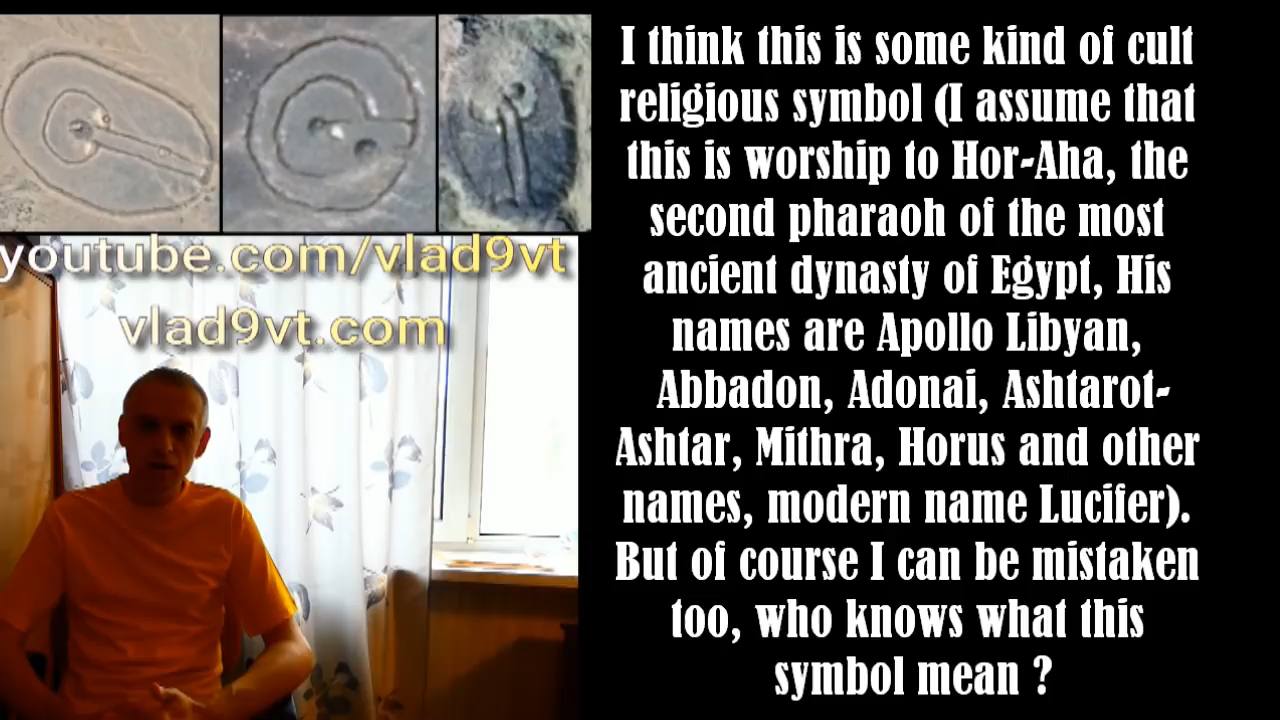 I think this is some kind of cult
religious symbol (I assume that
this is worship to Hor-Aha, the
second pharaoh of the most
ancient dynasty of Egypt, His
names are Apollo Libyan,
Abbadon, Adonai, Ashtarot-
Ashtar, Mithra, Horus and other
names, modern name Lucifer).
But of course I can be mistaken
too, who knows what this
symbol mean ?
youtube.com/vlad9vt
vlad9vt.com